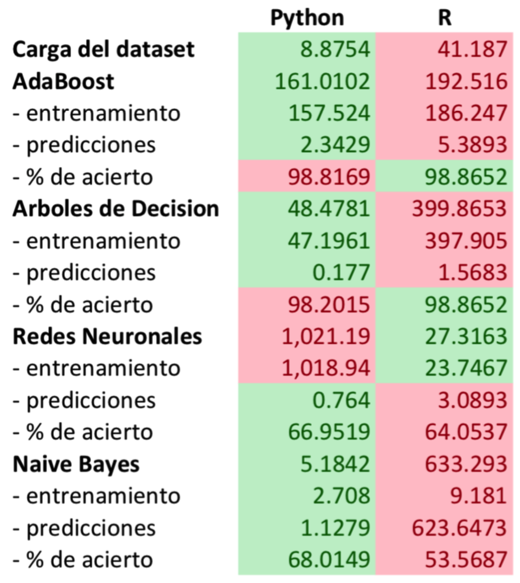 Python R
Carga del dataset 8.8754 41.187
AdaBoost 161.0102 192.516
- entrenamiento 157.524 186.247
- predicciones 2.3429 5.3893
- % de acierto 98.8169 98.8652
Arboles de Decision 48.4781 399.8653
- entrenamiento 47.1961 397.905
- predicciones 0.177 1.5683
- % de acierto 98.2015 98.8652
Redes Neuronales 1,021.19 27.3163
- entrenamiento 1,018.94 23.7467
- predicciones 0.764 3.0893
- % de acierto 66.9519 64.0537
Naive Bayes 5.1842 633.293
- entrenamiento 2.708 9.181
- predicciones 1.1279 623.6473
- % de acierto 68.0149 53.5687